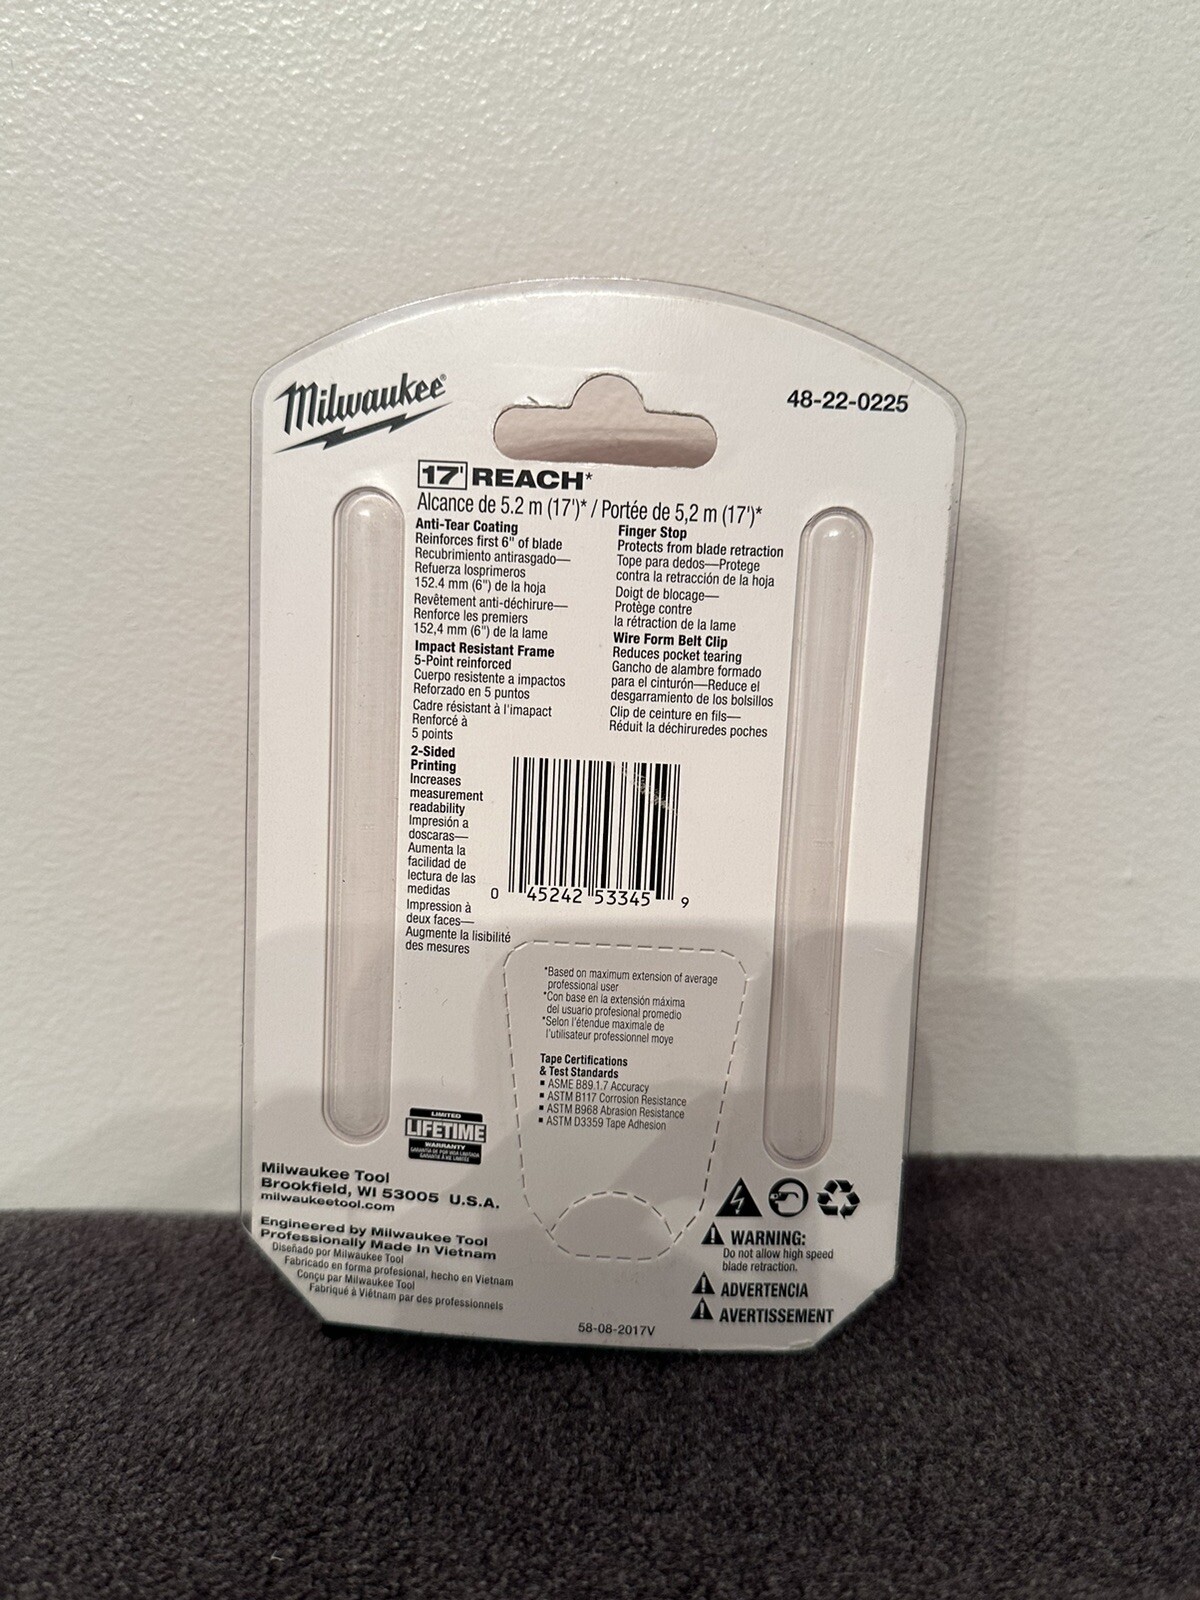 Milwaukee®
48-22-0225
17' REACH*
Alcance de 5.2 m (17')* / Portée de 5,2 m (17')*
Anti-Tear Coating
Reinforces first 6" of blade
Recubrimiento antirasgado—
Refuerza losprimeros
152.4 mm (6") de la hoja
Revêtement anti-déchirure—
Renforce les premiers
152,4 mm (6") de la lame
Impact Resistant Frame
5-Point reinforced
Cuerpo resistente a impactos
Reforzado en 5 puntos
Cadre résistant à l'imapact
Renforcé à
5 points
2-Sided
Printing
Increases
measurement
readability
Impresión a
doscaras—
Aumenta la
facilidad de
lectura de las
medidas
Impression à
deux faces—
Augmente la lisibilité
des mesures
Finger Stop
Protects from blade retraction
Tope para dedos—Protege
contra la retracción de la hoja
Doigt de blocage—
Protège contre
la rétraction de la lame
Wire Form Belt Clip
Reduces pocket tearing
Gancho de alambre formado
para el cinturón—Reduce el
desgarramiento de los bolsillos
Clip de ceinture en fils—
Réduit la déchiruredes poches
0 45242 53345 9
*Based on maximum extension of average
professional user
*Con base en la extensión máxima
del usuario profesional promedio
*Selon l'étendue maximale de
l'utilisateur professionnel moye
Tape Certifications
& Test Standards
▪ ASME B89.1.7 Accuracy
▪ ASTM B117 Corrosion Resistance
▪ ASTM B968 Abrasion Resistance
▪ ASTM D3359 Tape Adhesion
LIMITED
LIFETIME
WARRANTY
GARANTÍA DE POR VIDA LIMITADA
GARANTIE À VIE LIMITÉE
Milwaukee Tool
Brookfield, WI 53005 U.S.A.
milwaukeetool.com
Engineered by Milwaukee Tool
Professionally Made In Vietnam
Diseñado por Milwaukee Tool
Fabricado en forma profesional, hecho en Vietnam
Conçu par Milwaukee Tool
Fabriqué à Viêtnam par des professionnels
WARNING:
Do not allow high speed
blade retraction.
ADVERTENCIA
AVERTISSEMENT
58-08-2017V